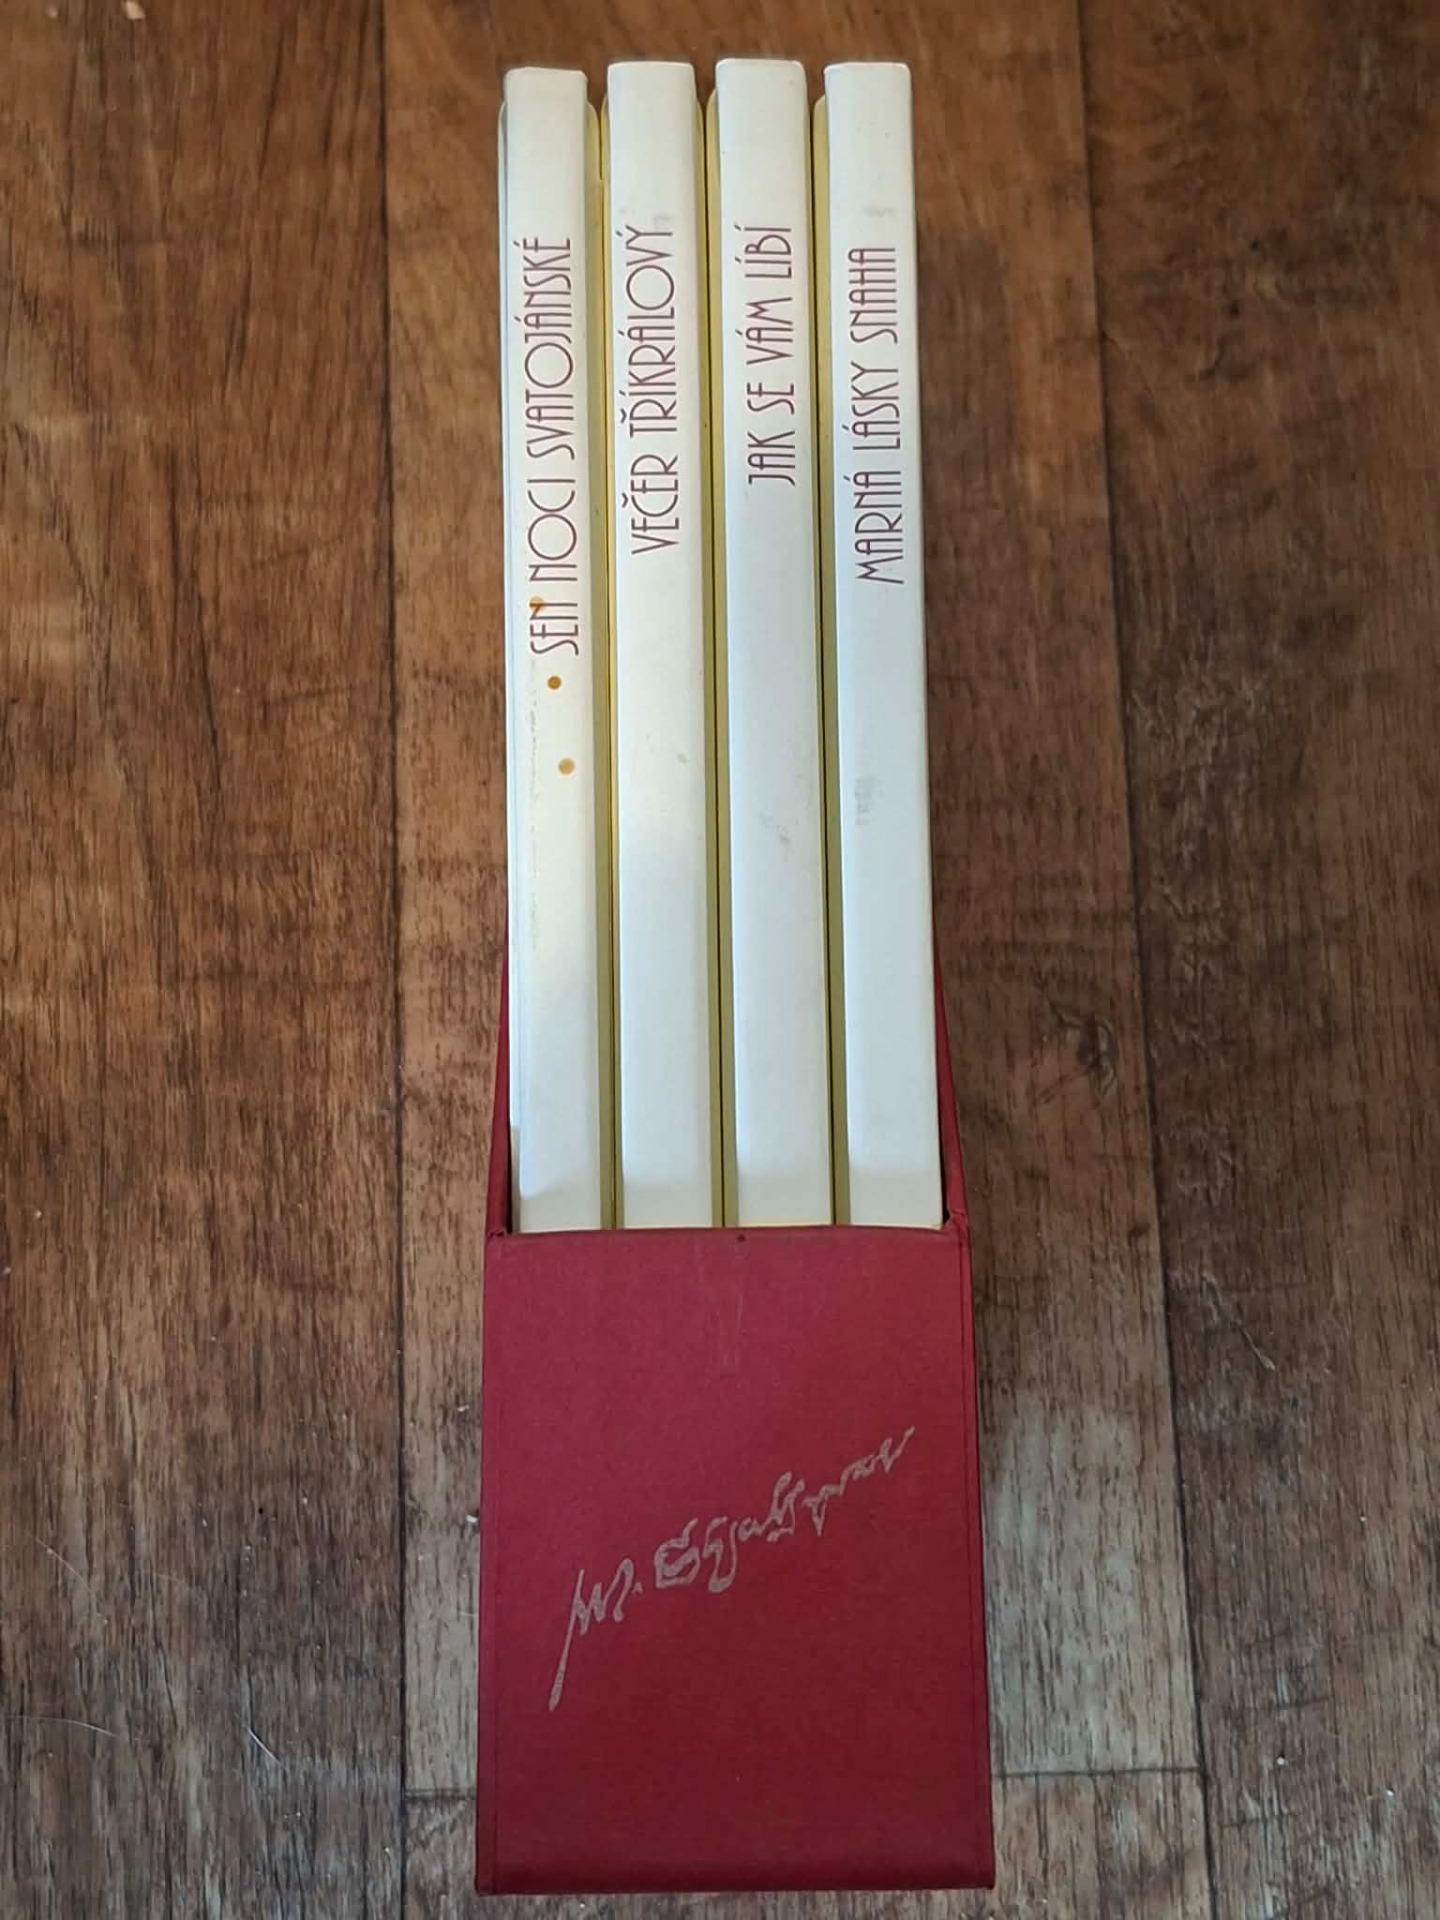 SEN NOCI SVATOJÁNSKÉ
VEČER TŘÍKRÁLOVÝ
JAK SE VÁM LÍBÍ
MARNÁ LÁSKY SNAHA